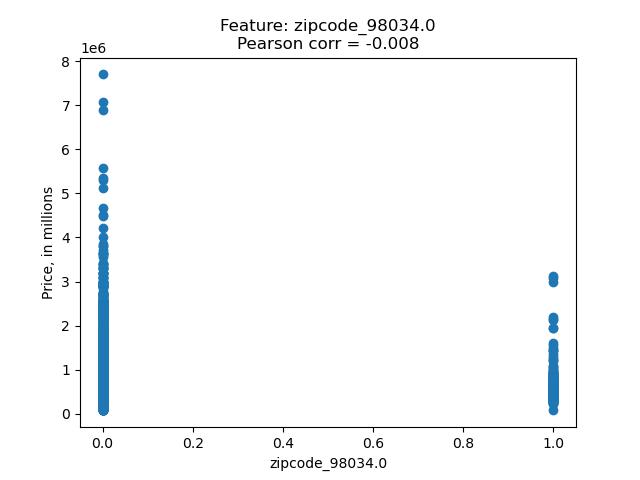 Feature: zipcode_98034.0
Pearson corr = -0.008
1e6
8
7
6
5
4
3
2
1
0
Price, in millions
0.0 0.2 0.4 0.6 0.8 1.0
zipcode_98034.0